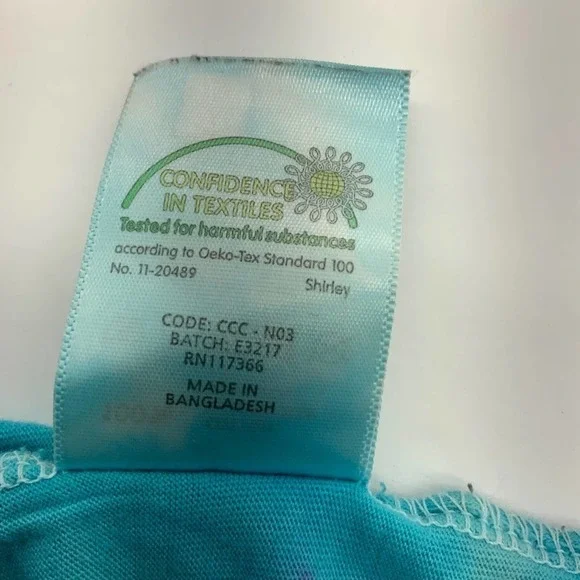 CONFIDENCE
IN TEXTILES
Tested for harmful substances
according to Oeko-Tex Standard 100
No. 11-20489 Shirley
CODE: CCC - N03
BATCH: E3217
RN117366
MADE IN
BANGLADESH